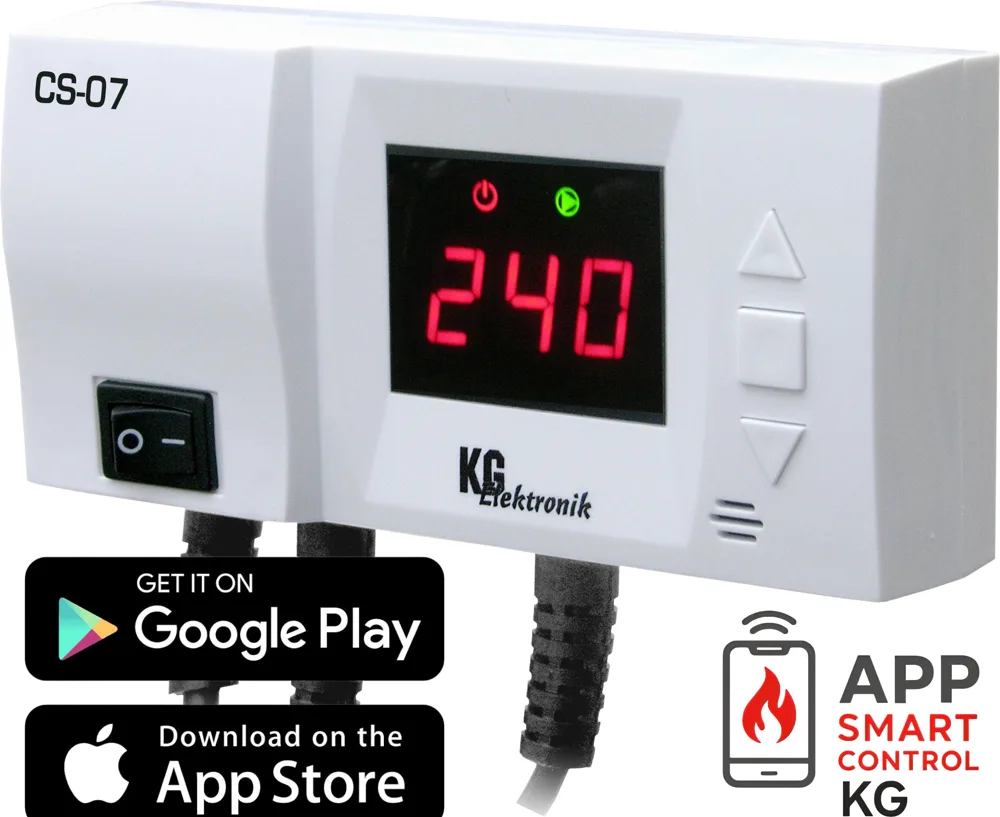 CS-07
240
KG
Elektronik
GET IT ON
Google Play
Download on the
App Store
APP
SMART
CONTROL
KG